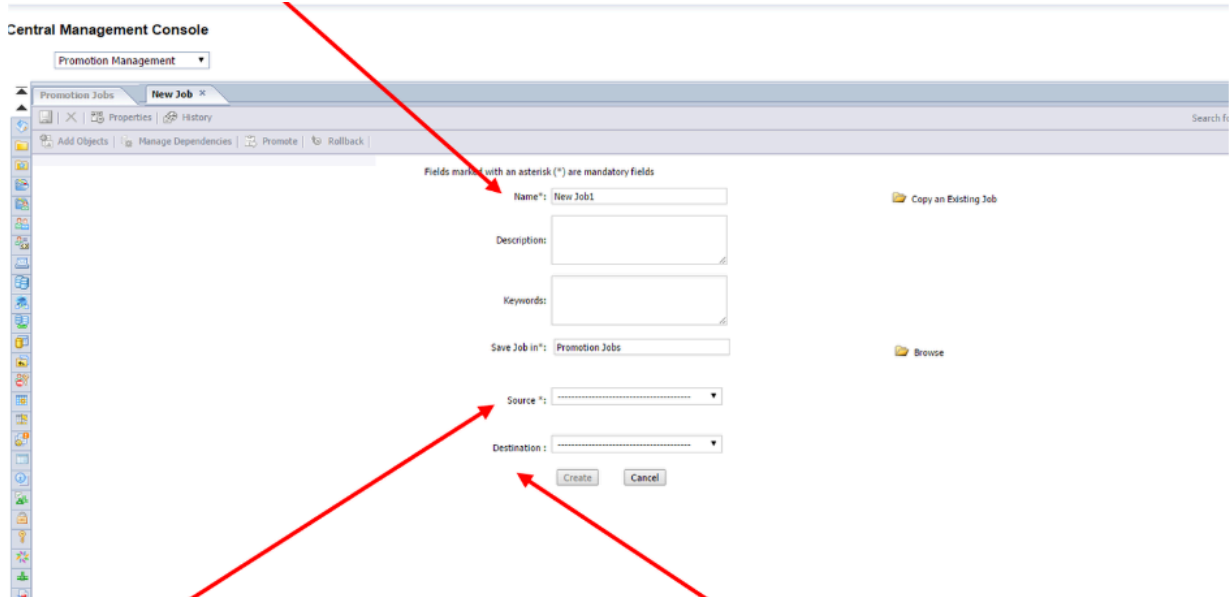 Central Management Console
Promotion Management
Promotion Jobs New Job ×
Properties | History Search fo
Add Objects | Manage Dependencies | Promote | Rollback
Fields marked with an asterisk (*) are mandatory fields
Name*: New Job1 Copy an Existing Job
Description:
Keywords:
Save Job in*: Promotion Jobs Browse
Source *: ---------------------------------------
Destination : ---------------------------------------
Create Cancel